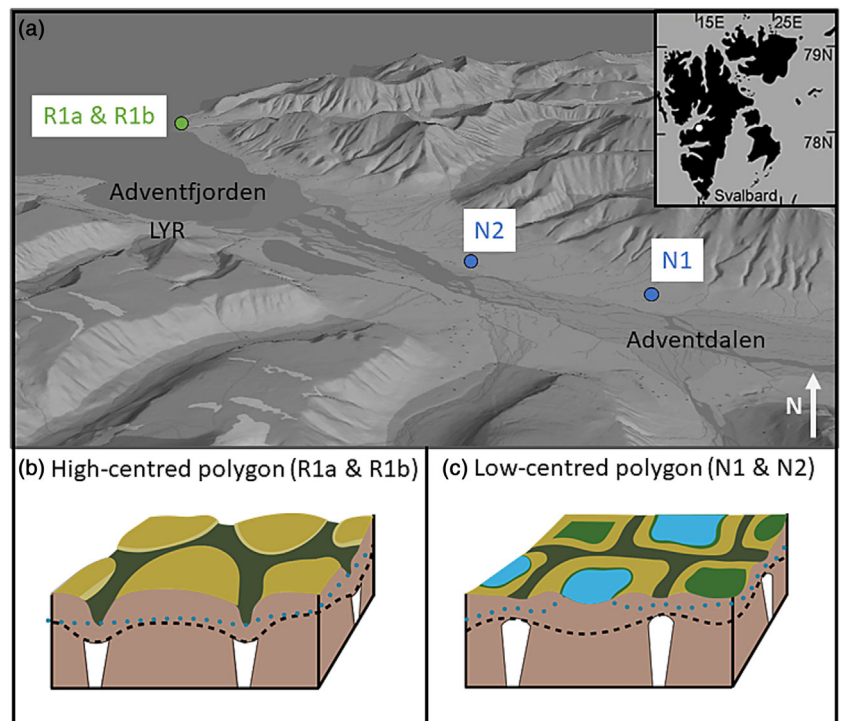 (a)
15E 25E
79N
78N
Svalbard
R1a & R1b
Adventfjorden
LYR
N2
N1
Adventdalen
N
(b) High-centred polygon (R1a & R1b)
(c) Low-centred polygon (N1 & N2)